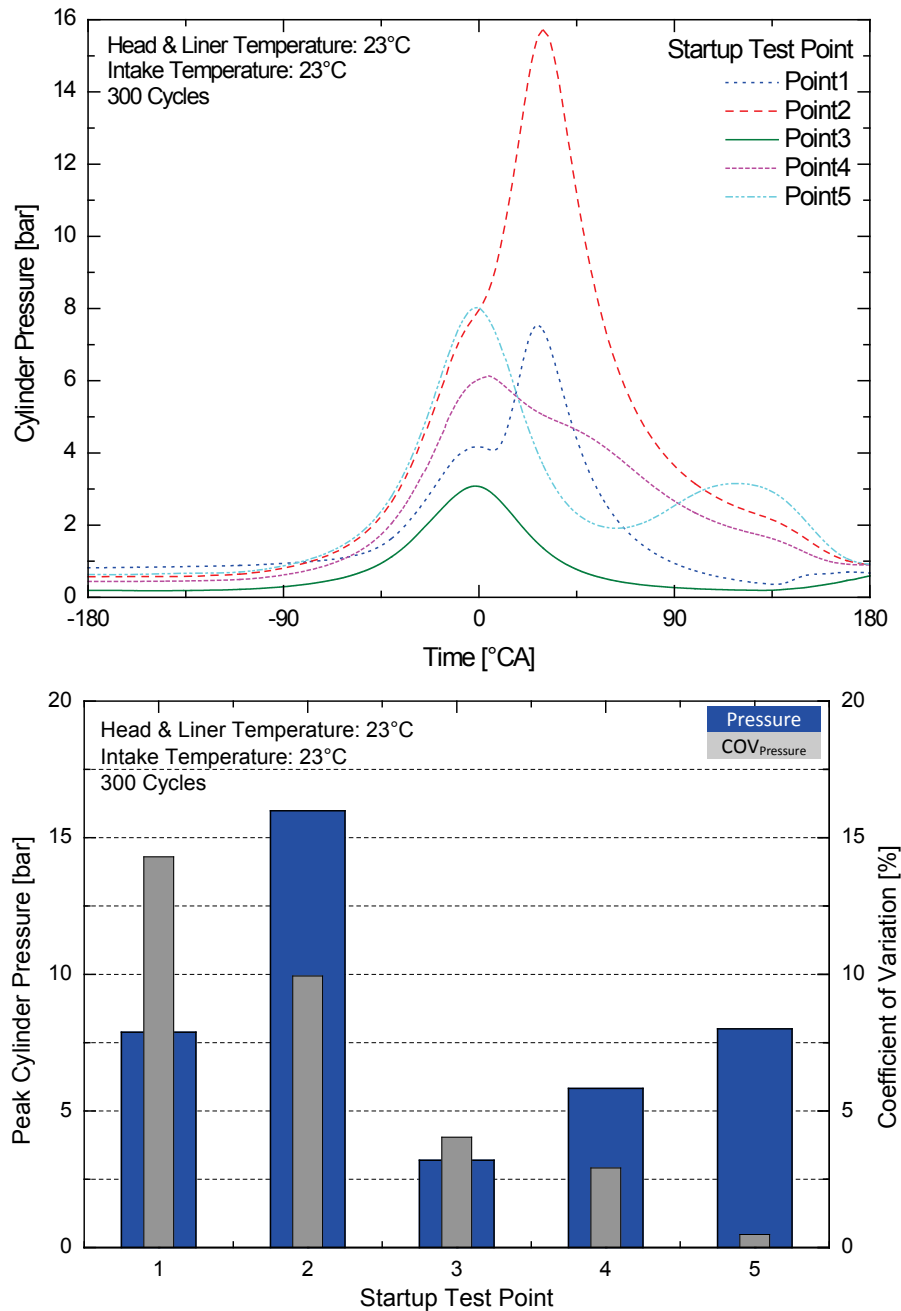 16
14
12
10
8
6
4
2
0
Cylinder Pressure [bar]
Head & Liner Temperature: 23°C
Intake Temperature: 23°C
300 Cycles
Startup Test Point
Point1
Point2
Point3
Point4
Point5
-180
-90
0
90
180
Time [°CA]
20
15
10
5
0
Peak Cylinder Pressure [bar]
Head & Liner Temperature: 23°C
Intake Temperature: 23°C
300 Cycles
Pressure
COVPressure
20
15
10
5
0
Coefficient of Variation [%]
1
2
3
4
5
Startup Test Point